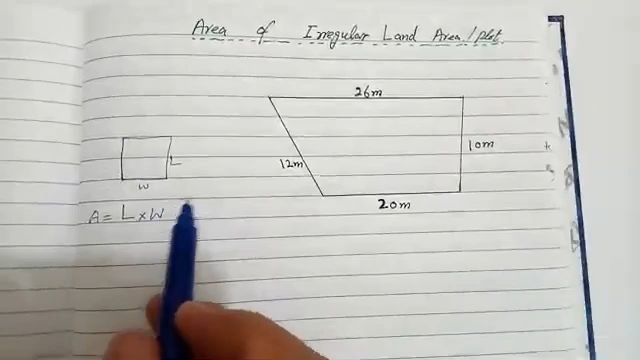 Area of Irregular Land Area/plot
26m
10m
12m
L
W
20m
A = L x W